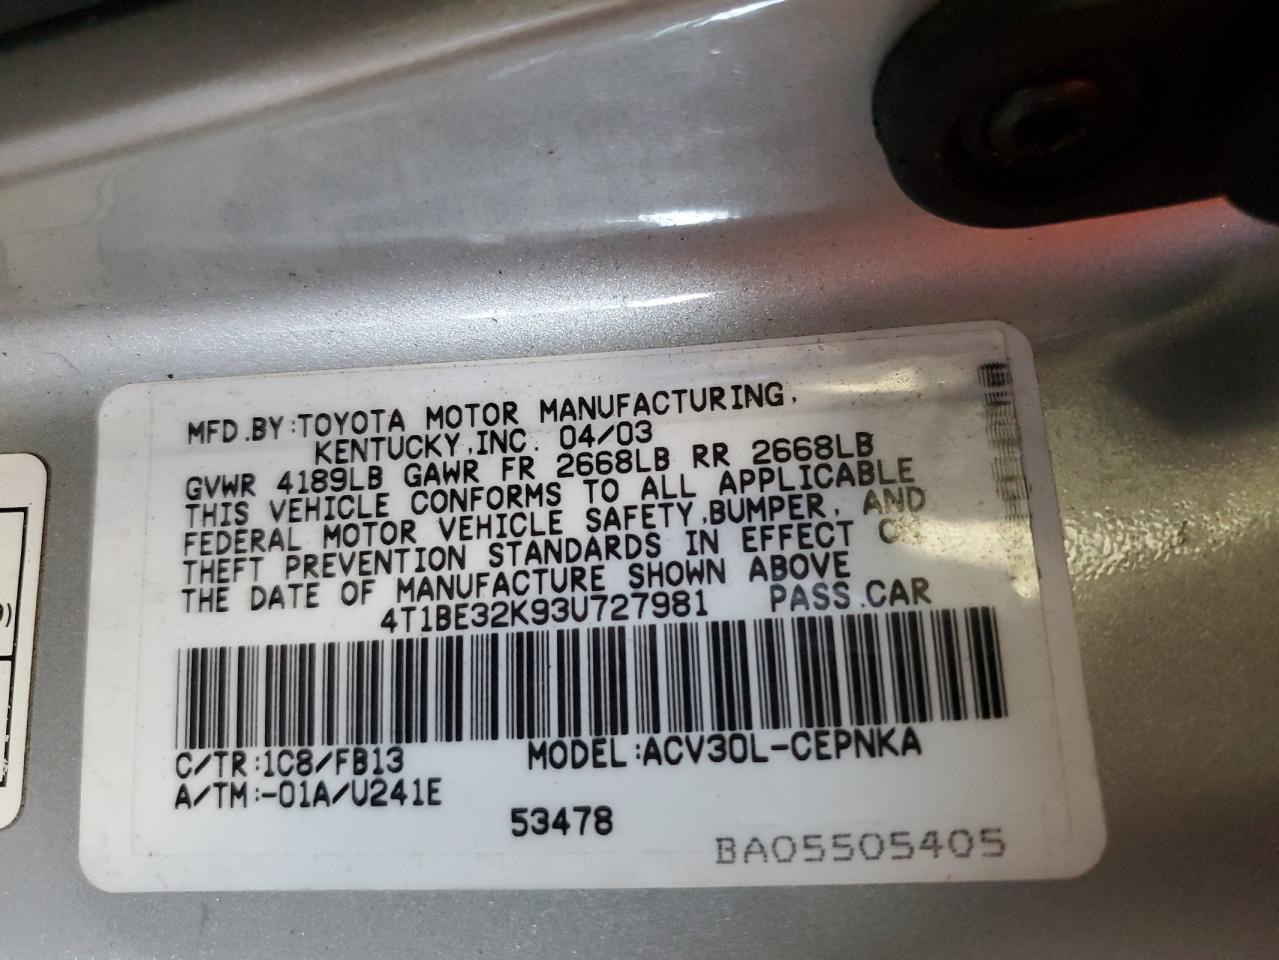 MFD.BY:TOYOTA MOTOR MANUFACTURING,
KENTUCKY,INC. 04/03
GVWR 4189LB GAWR FR 2668LB RR 2668LB
THIS VEHICLE CONFORMS TO ALL APPLICABLE
FEDERAL MOTOR VEHICLE SAFETY,BUMPER, AND
THEFT PREVENTION STANDARDS IN EFFECT ON
THE DATE OF MANUFACTURE SHOWN ABOVE
4T1BE32K93U727981 PASS.CAR
C/TR:1C8/FB13 MODEL:ACV30L-CEPNKA
A/TM:-01A/U241E
53478
BA05505405